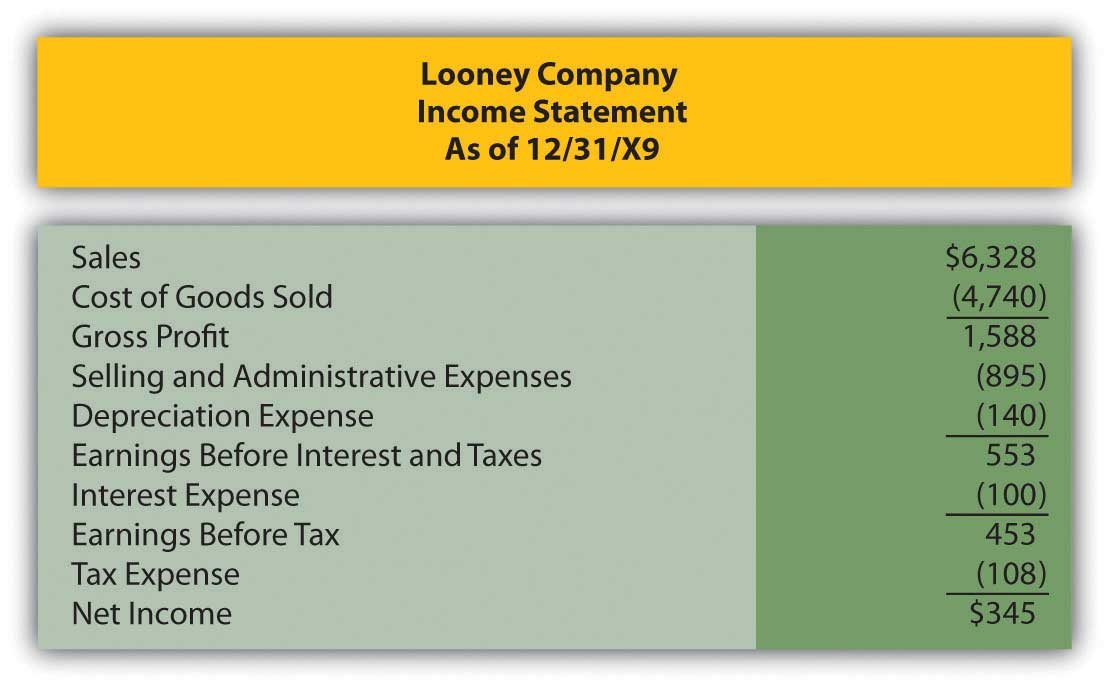 Looney Company
Income Statement
As of 12/31/X9
Sales $6,328
Cost of Goods Sold (4,740)
Gross Profit 1,588
Selling and Administrative Expenses (895)
Depreciation Expense (140)
Earnings Before Interest and Taxes 553
Interest Expense (100)
Earnings Before Tax 453
Tax Expense (108)
Net Income $345